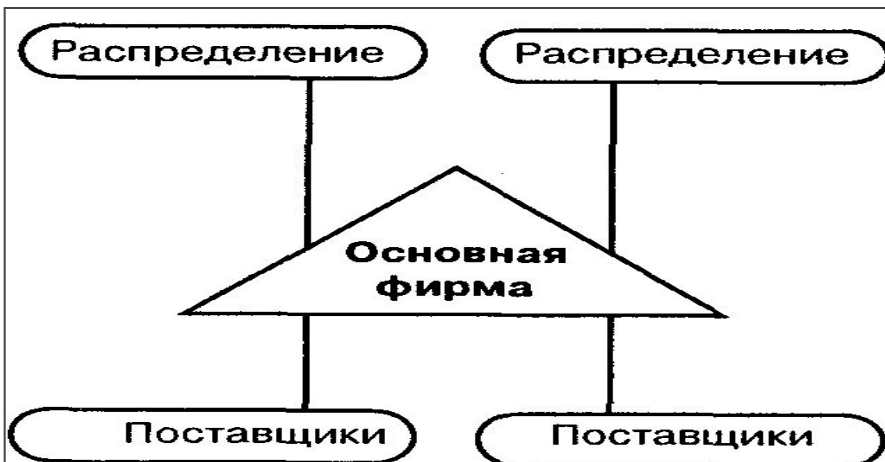 Распределение
Распределение
Основная
фирма
Поставщики
Поставщики